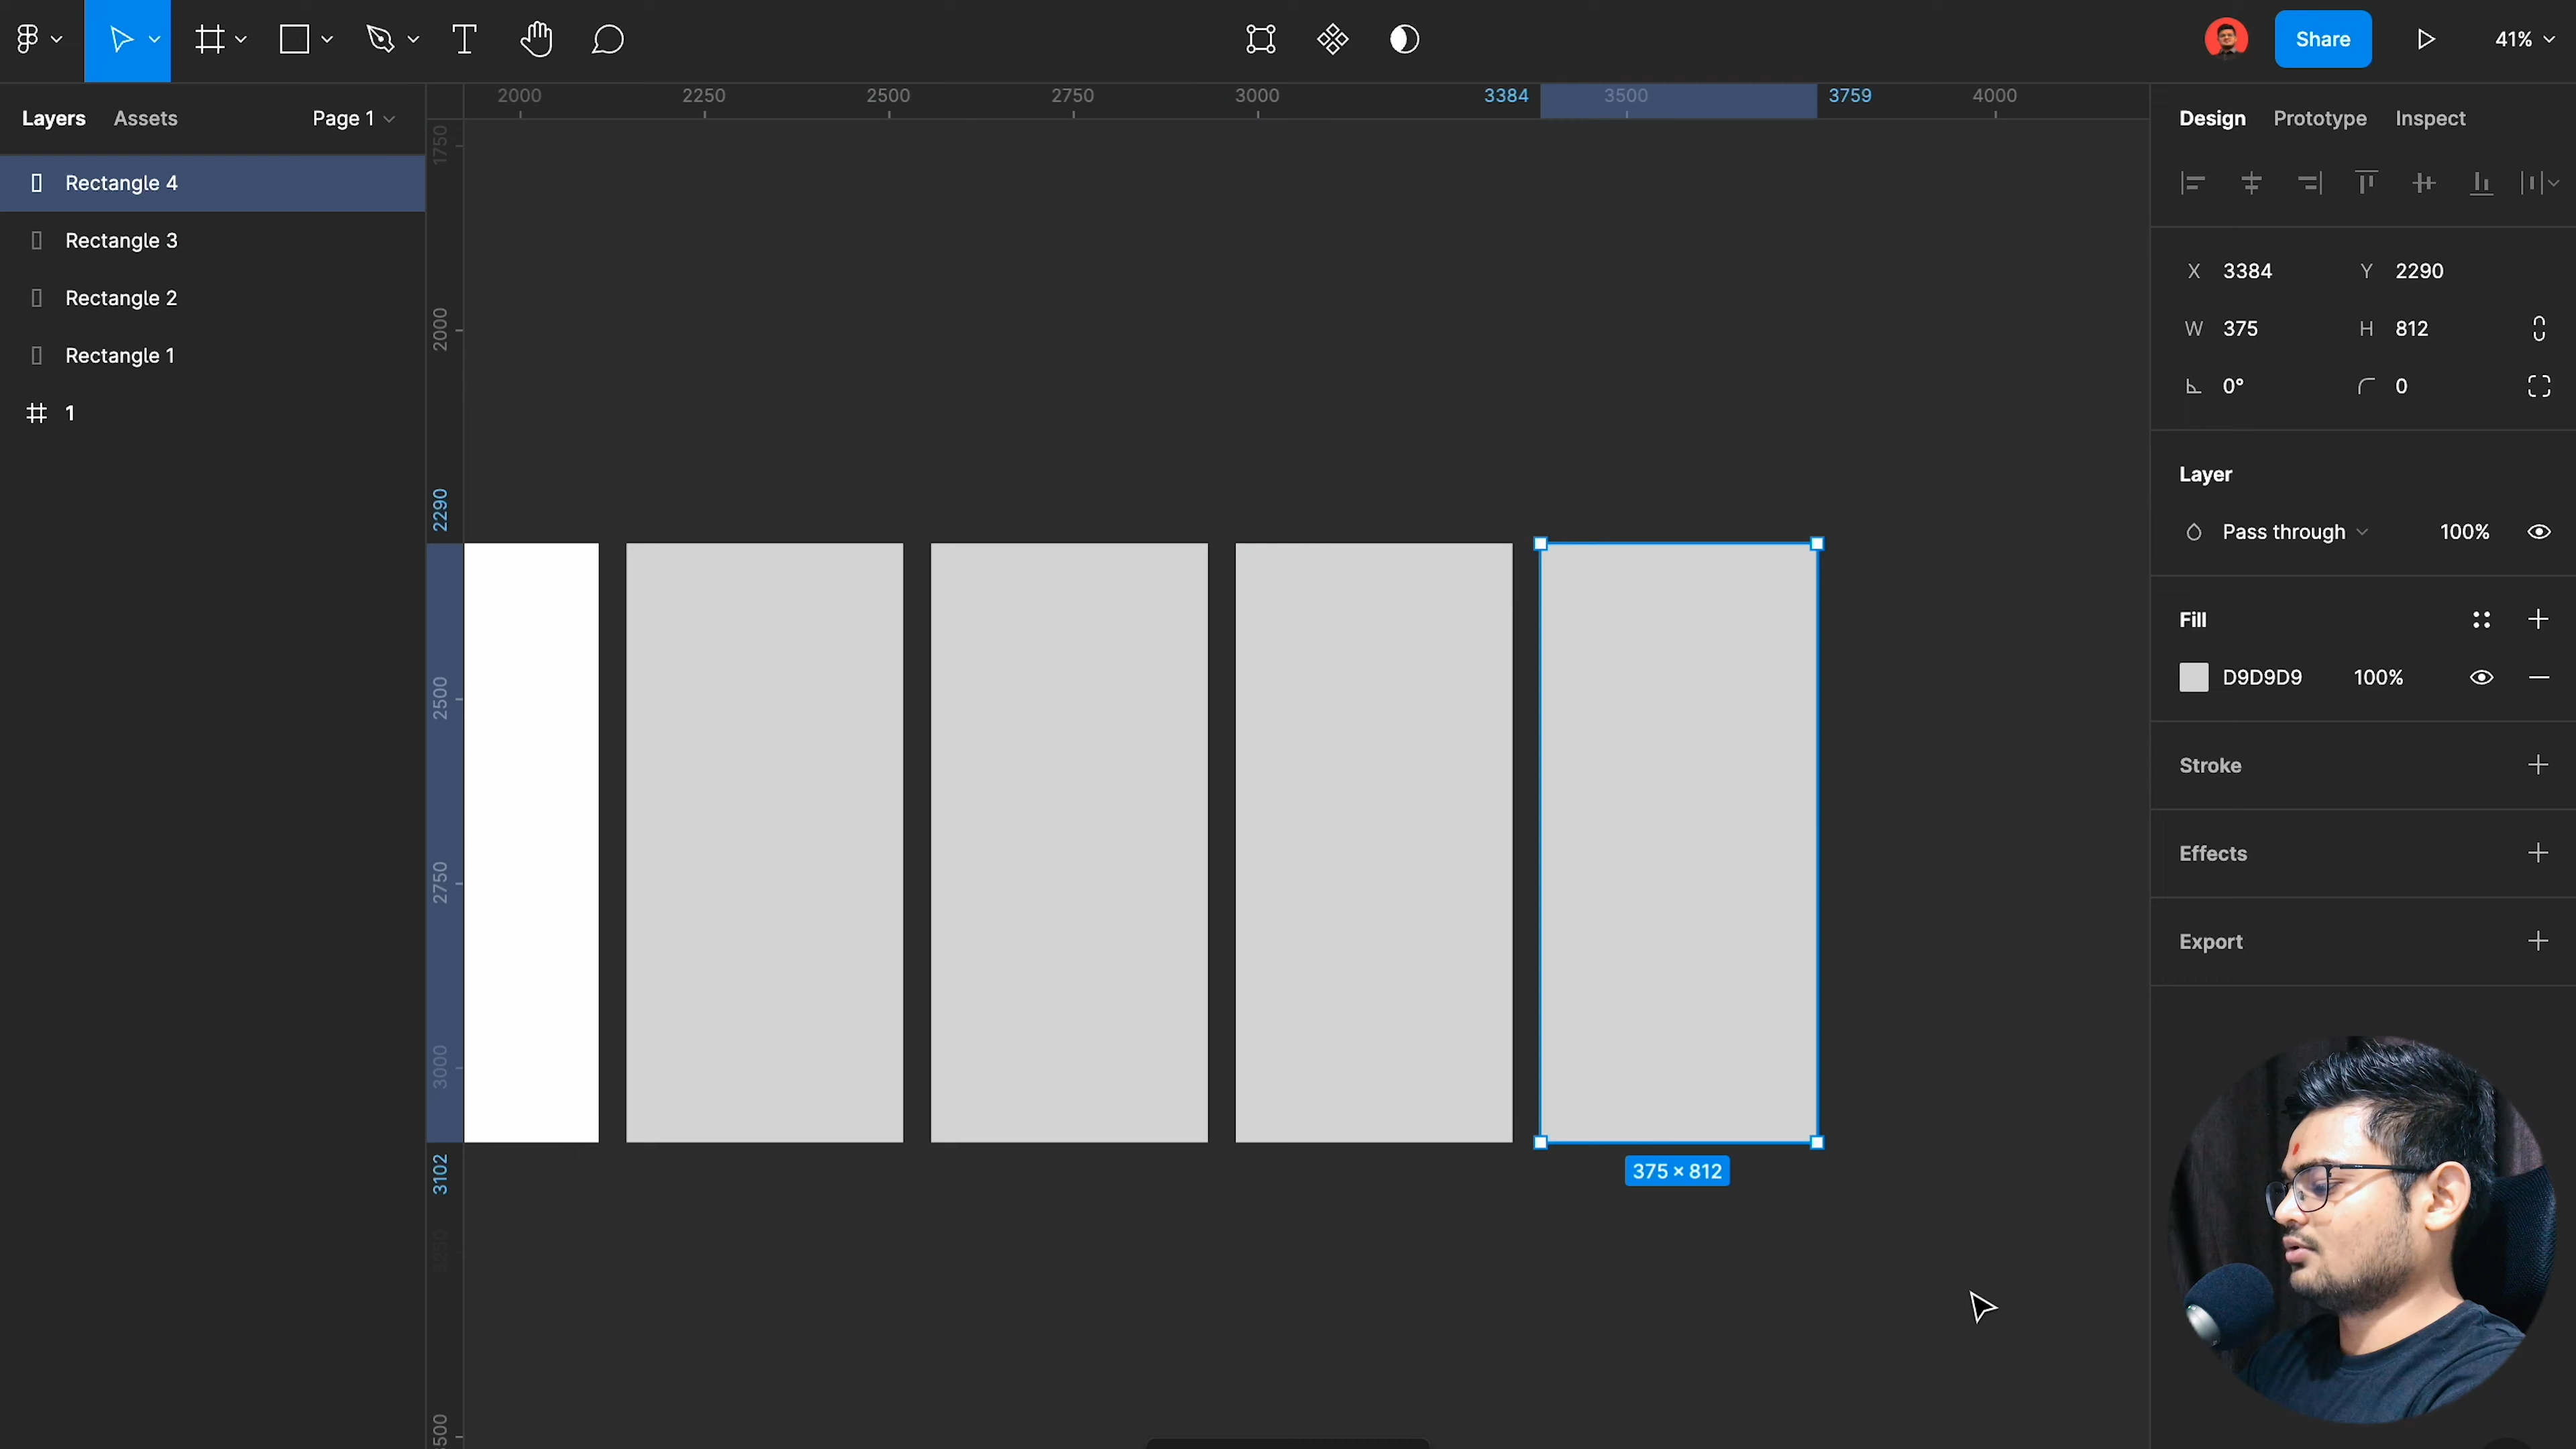 Share
41%
Layers
Assets
Page 1
2000
2250
2500
2750
3000
3384
3500
3759
4000
Design
Prototype
Inspect
Rectangle 4
Rectangle 3
Rectangle 2
Rectangle 1
1
1750
2000
2290
2500
2750
3000
3102
3250
375 × 812
X 3384
Y 2290
W 375
H 812
0°
0
Layer
Pass through
100%
Fill
D9D9D9
100%
Stroke
Effects
Export